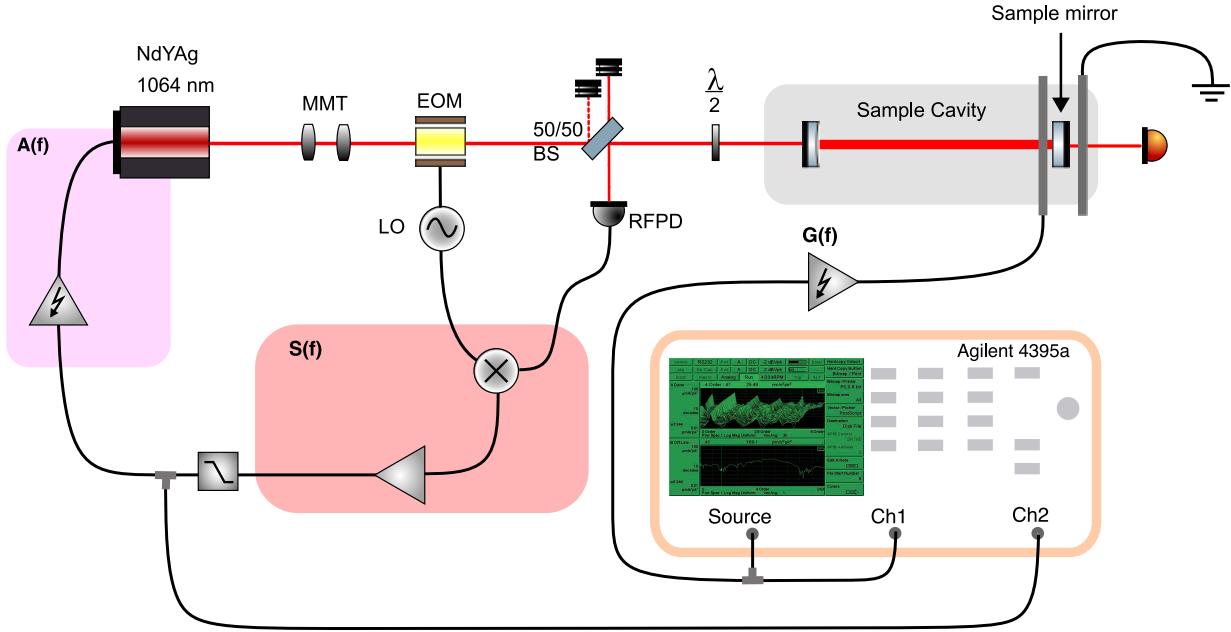 Sample mirror
NdYAg
1064 nm
MMT
EOM
50/50
BS
λ
2
Sample Cavity
A(f)
LO
RFPD
G(f)
S(f)
Agilent 4395a
Source
Ch1
Ch2